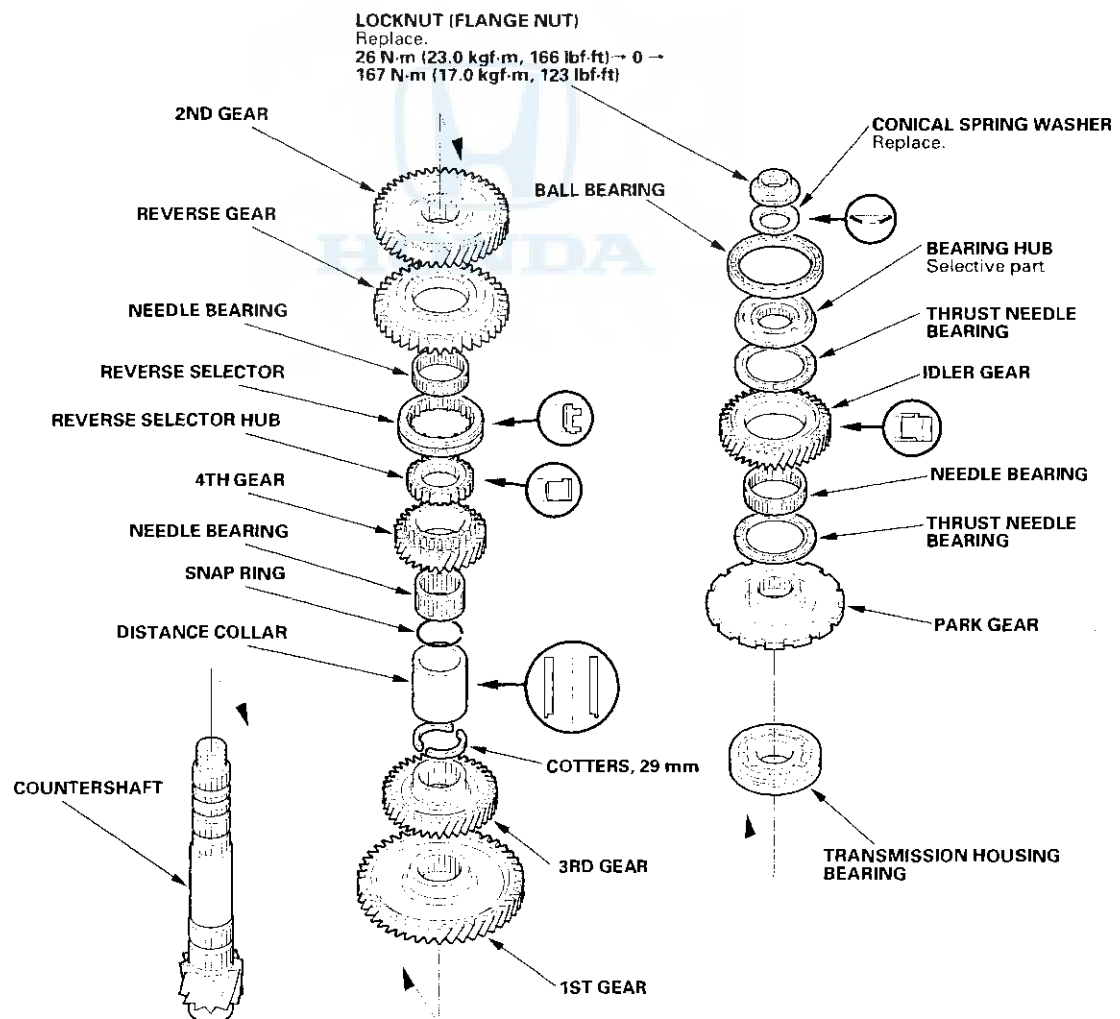 LOCKNUT (FLANGE NUT)
Replace.
26 N·m (23.0 kgf·m, 166 lbf·ft) → 0 →
167 N·m (17.0 kgf·m, 123 lbf·ft)
2ND GEAR
REVERSE GEAR
NEEDLE BEARING
REVERSE SELECTOR
REVERSE SELECTOR HUB
4TH GEAR
NEEDLE BEARING
SNAP RING
DISTANCE COLLAR
COUNTERSHAFT
COTTERS, 29 mm
3RD GEAR
1ST GEAR
HONDA
CONICAL SPRING WASHER
Replace.
BALL BEARING
BEARING HUB
Selective part
THRUST NEEDLE
BEARING
IDLER GEAR
NEEDLE BEARING
THRUST NEEDLE
BEARING
PARK GEAR
TRANSMISSION HOUSING
BEARING